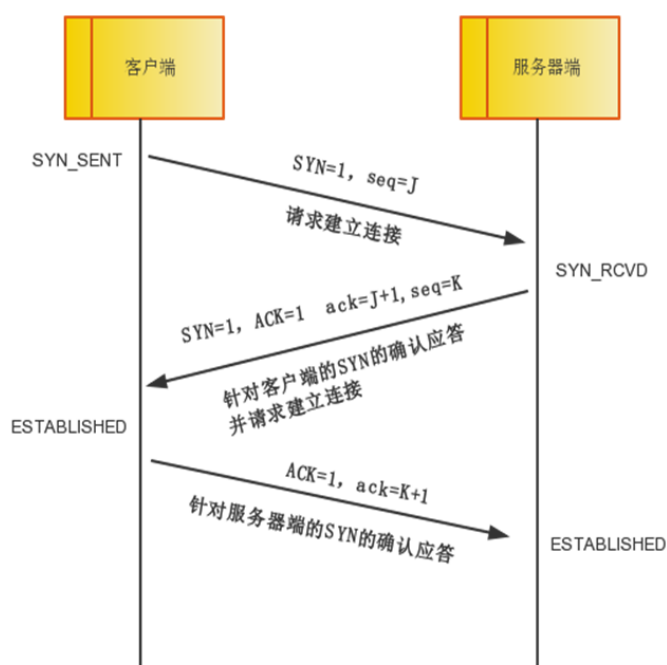 客户端
服务器端
SYN_SENT
SYN=1, seq=J
请求建立连接
SYN_RCVD
SYN=1, ACK=1 ack=J+1,seq=K
针对客户端的SYN的确认应答
并请求建立连接
ESTABLISHED
ACK=1, ack=K+1
针对服务器端的SYN的确认应答
ESTABLISHED